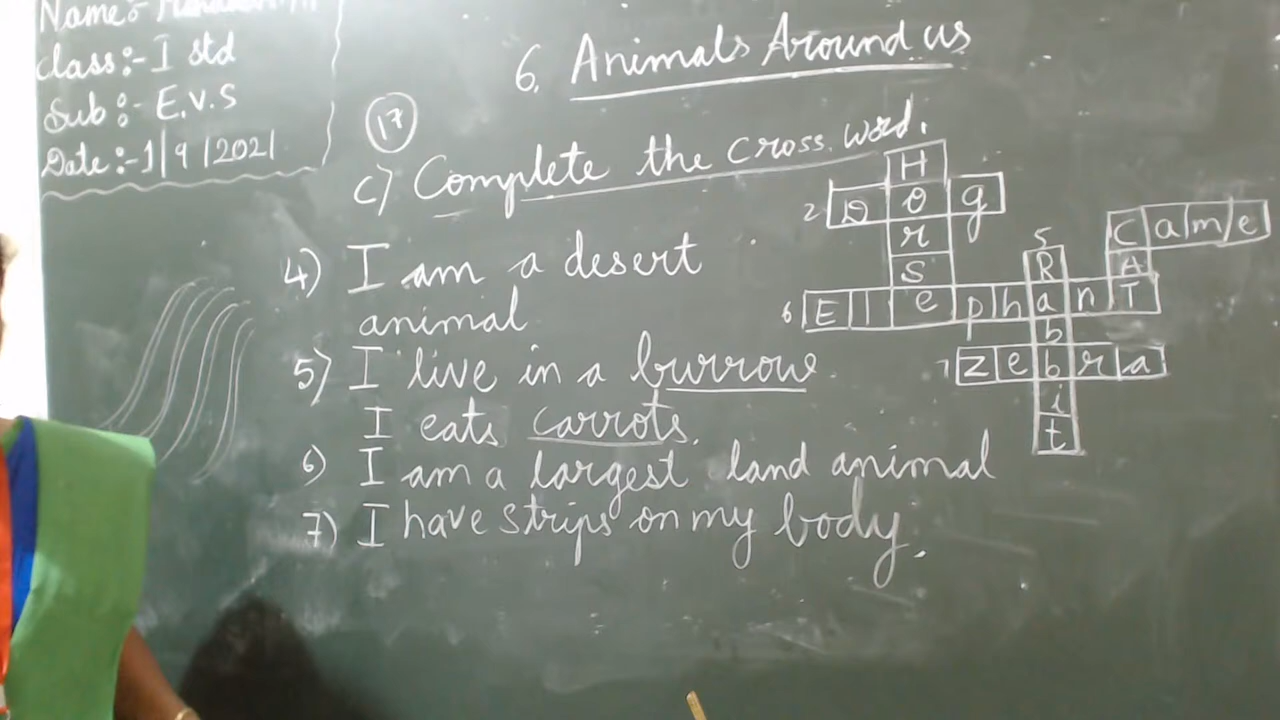 Name:-
class:- I std
Sub :- E.V.S
Date :- 1/9/2021
6. Animals Around us
17
c) Complete the cross word.
4) I am a desert
animal
5) I live in a burrow.
I eats carrots.
6) I am a largest land animal
7) I have strips on my body.
H
2 Dog
r
s
5
Came
R
A
6 ElephanT
b
7 zebra
i
t